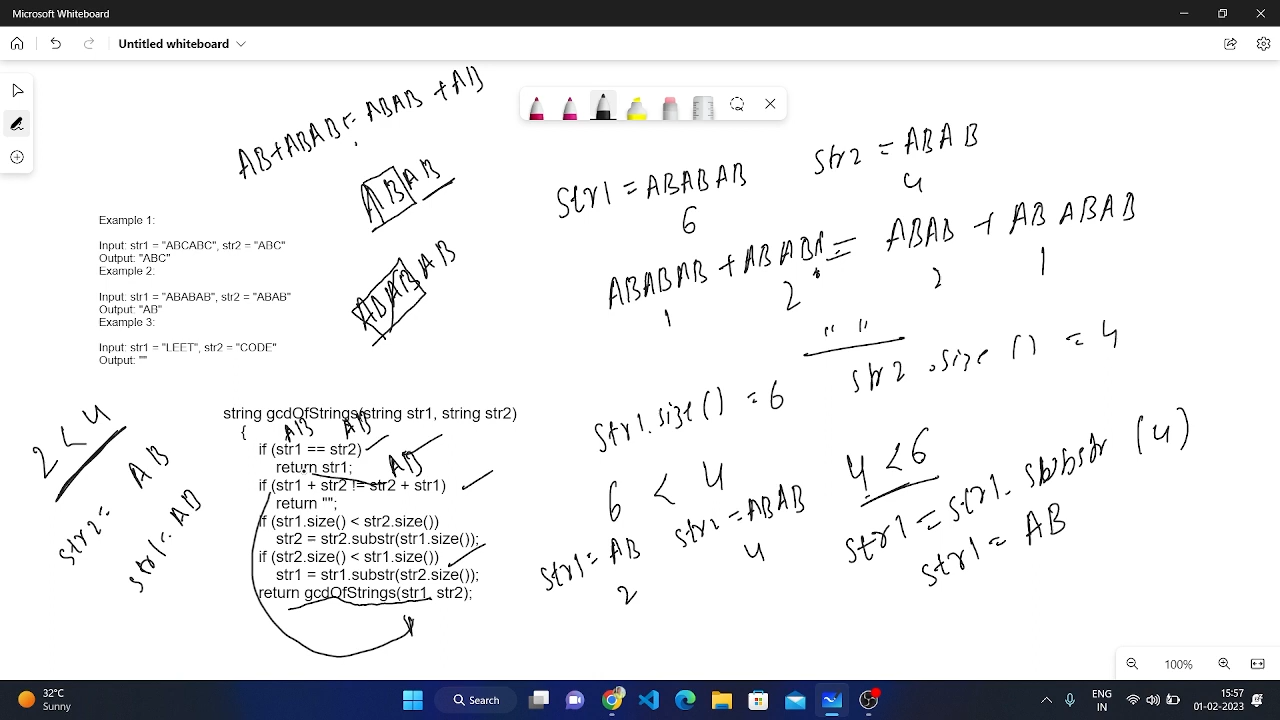 Microsoft Whiteboard
Untitled whiteboard
AB+ABAB = ABAB +AB
ABAB
ABABAB
Str1 = ABABAB
6
Str2 = ABAB
4
ABABAB + ABAB = ABAB + ABABAB
1 2 2 1
" "
Example 1:
Input: str1 = "ABCABC", str2 = "ABC"
Output: "ABC"
Example 2:
Input: str1 = "ABABAB", str2 = "ABAB"
Output: "AB"
Example 3:
Input: str1 = "LEET", str2 = "CODE"
Output: ""
str1.size() = 6
str2.size() = 4
6 < 4
4 < 6
str1 = str1.substr(4)
str1 = AB
str1 = AB
2
str2 = ABAB
4
2 < 4
str2 = AB
str1 = AB
AB AB
AB
string gcdOfStrings(string str1, string str2)
{
if (str1 == str2)
return str1;
if (str1 + str2 != str2 + str1)
return "";
if (str1.size() < str2.size())
str2 = str2.substr(str1.size());
if (str2.size() < str1.size())
str1 = str1.substr(str2.size());
return gcdOfStrings(str1, str2);
100%
32°C
Sunny
Search
ENG
IN
15:57
01-02-2023